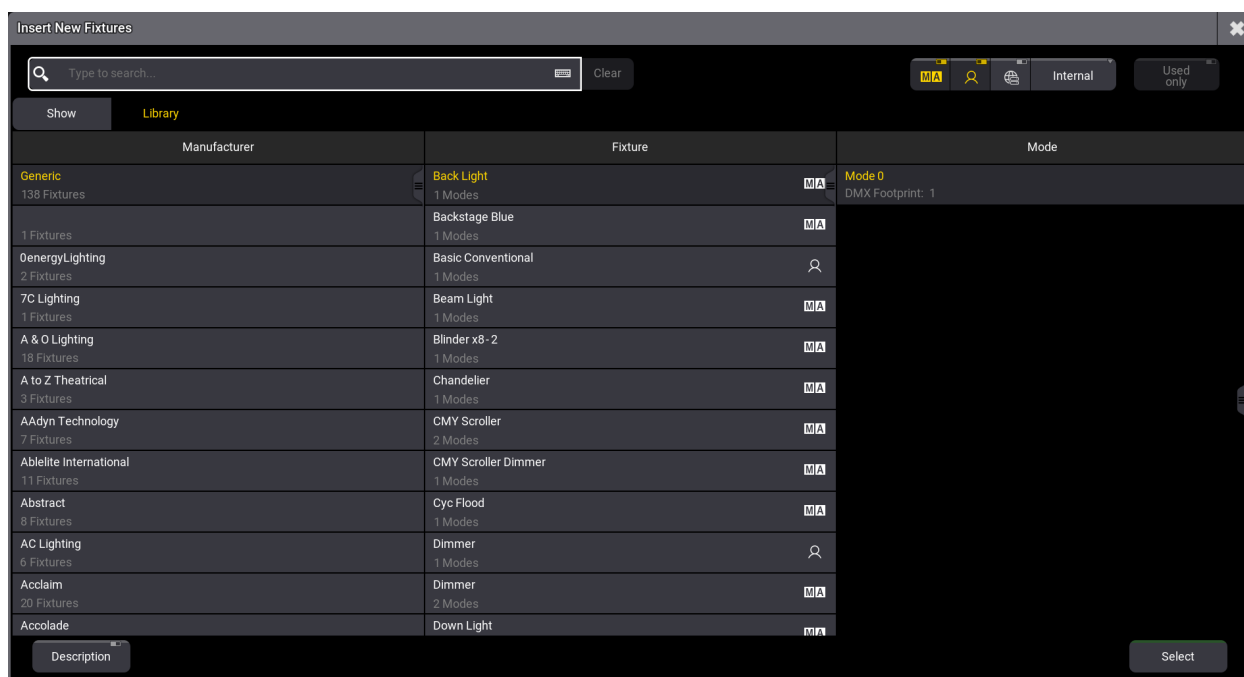 Insert New Fixtures
Type to search...
Clear
MA
Internal
Used
only
Show
Library
Manufacturer
Fixture
Mode
Generic
138 Fixtures
Back Light
1 Modes
MA
Mode 0
DMX Footprint: 1
1 Fixtures
Backstage Blue
1 Modes
MA
0energyLighting
2 Fixtures
Basic Conventional
1 Modes
7C Lighting
1 Fixtures
Beam Light
1 Modes
MA
A & O Lighting
18 Fixtures
Blinder x8-2
1 Modes
MA
A to Z Theatrical
3 Fixtures
Chandelier
1 Modes
MA
AAdyn Technology
7 Fixtures
CMY Scroller
2 Modes
MA
Ablelite International
11 Fixtures
CMY Scroller Dimmer
1 Modes
MA
Abstract
8 Fixtures
Cyc Flood
1 Modes
MA
AC Lighting
6 Fixtures
Dimmer
1 Modes
Acclaim
20 Fixtures
Dimmer
2 Modes
MA
Accolade
Down Light
MA
Description
Select